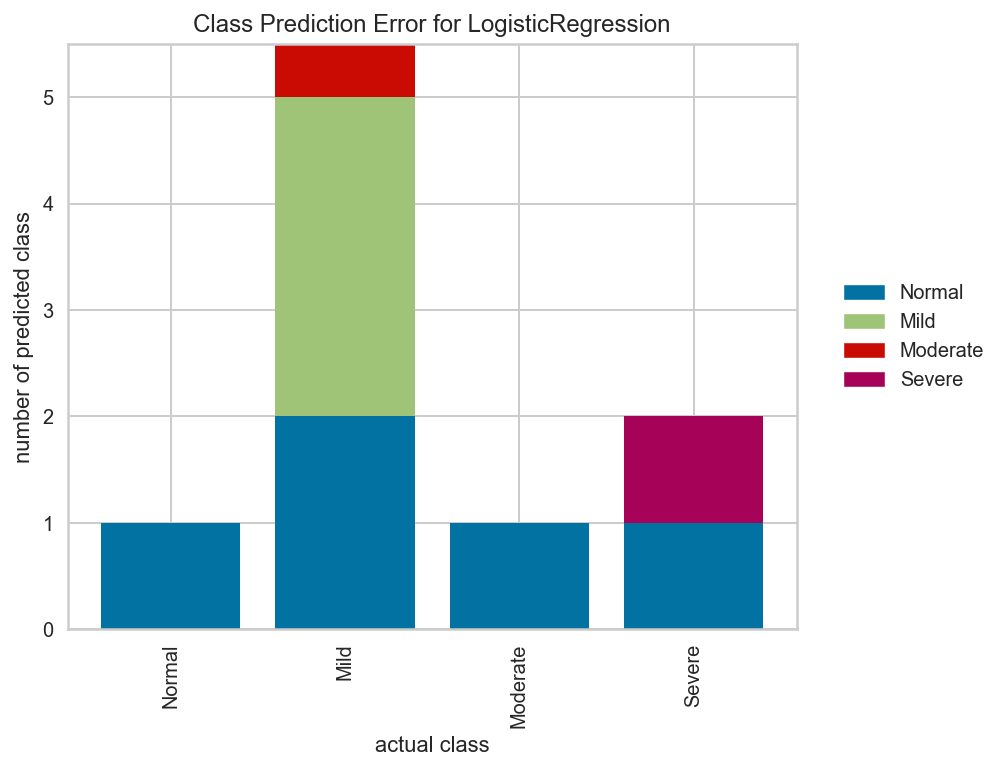 Class Prediction Error for LogisticRegression
number of predicted class
5
4
3
2
1
0
Normal
Mild
Moderate
Severe
actual class
Normal
Mild
Moderate
Severe